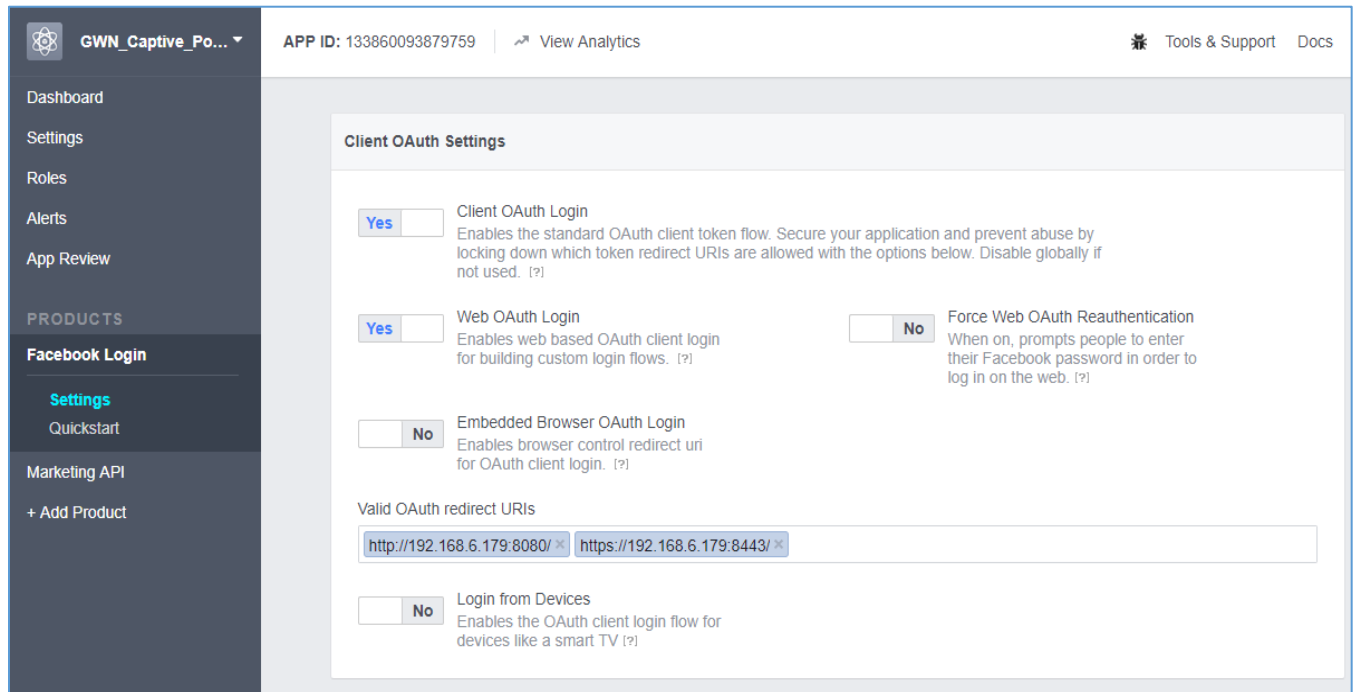 GWN_Captive_Po...
APP ID: 133860093879759
View Analytics
Tools & Support
Docs
Dashboard
Settings
Roles
Alerts
App Review
PRODUCTS
Facebook Login
Settings
Quickstart
Marketing API
+ Add Product
Client OAuth Settings
Yes
Client OAuth Login
Enables the standard OAuth client token flow. Secure your application and prevent abuse by
locking down which token redirect URIs are allowed with the options below. Disable globally if
not used. [?]
Yes
Web OAuth Login
Enables web based OAuth client login
for building custom login flows. [?]
No
Force Web OAuth Reauthentication
When on, prompts people to enter
their Facebook password in order to
log in on the web. [?]
No
Embedded Browser OAuth Login
Enables browser control redirect uri
for OAuth client login. [?]
Valid OAuth redirect URIs
http://192.168.6.179:8080/ × https://192.168.6.179:8443/ ×
No
Login from Devices
Enables the OAuth client login flow for
devices like a smart TV [?]